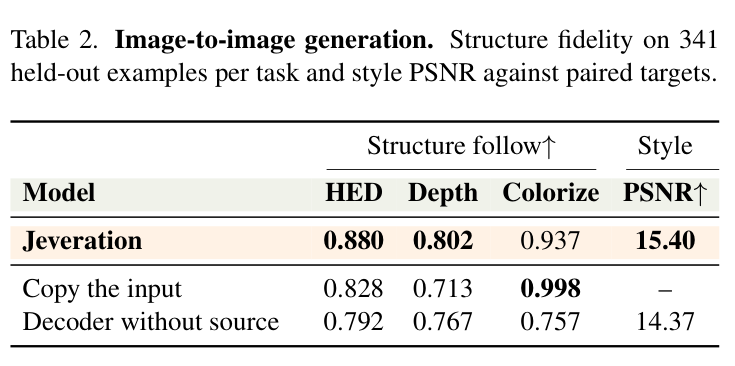 Table 2. Image-to-image generation. Structure fidelity on 341
held-out examples per task and style PSNR against paired targets.
Structure follow↑ Style
Model HED Depth Colorize PSNR↑
Jeveration 0.880 0.802 0.937 15.40
Copy the input 0.828 0.713 0.998 –
Decoder without source 0.792 0.767 0.757 14.37